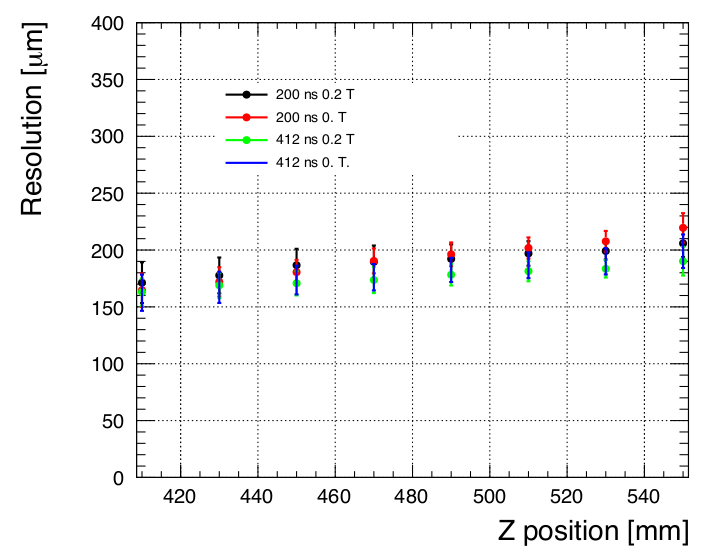 Resolution [μm]
400
350
300
250
200
150
100
50
0
200 ns 0.2 T
200 ns 0. T
412 ns 0.2 T
412 ns 0. T.
420 440 460 480 500 520 540
Z position [mm]